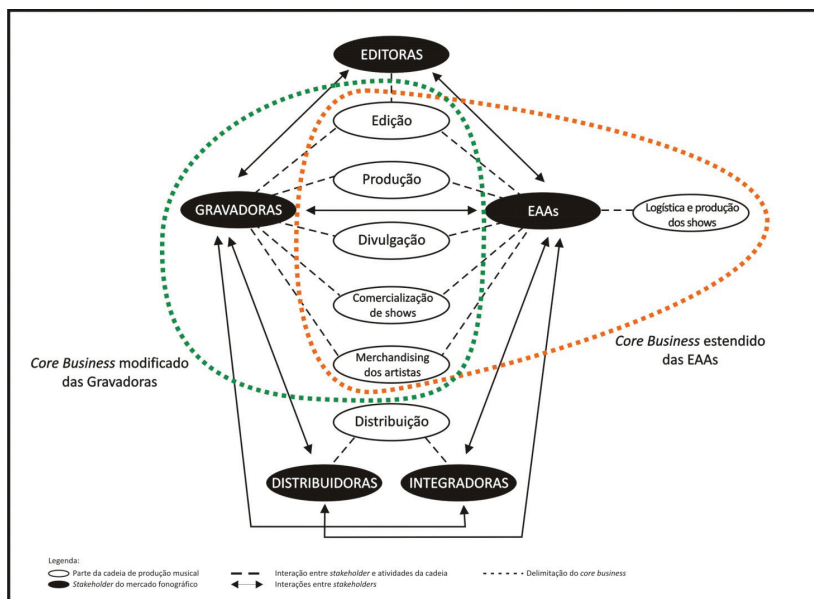 EDITORAS
Edição
Produção
GRAVADORAS
EAAs
Logística e produção
dos shows
Divulgação
Comercialização
de shows
Core Business modificado
das Gravadoras
Merchandising
dos artistas
Core Business estendido
das EAAs
Distribuição
DISTRIBUIDORAS
INTEGRADORAS
Legenda:
Parte da cadeia de produção musical
Interação entre stakeholder e atividades da cadeia
Delimitação do core business
Stakeholder do mercado fonográfico
Interações entre stakeholders